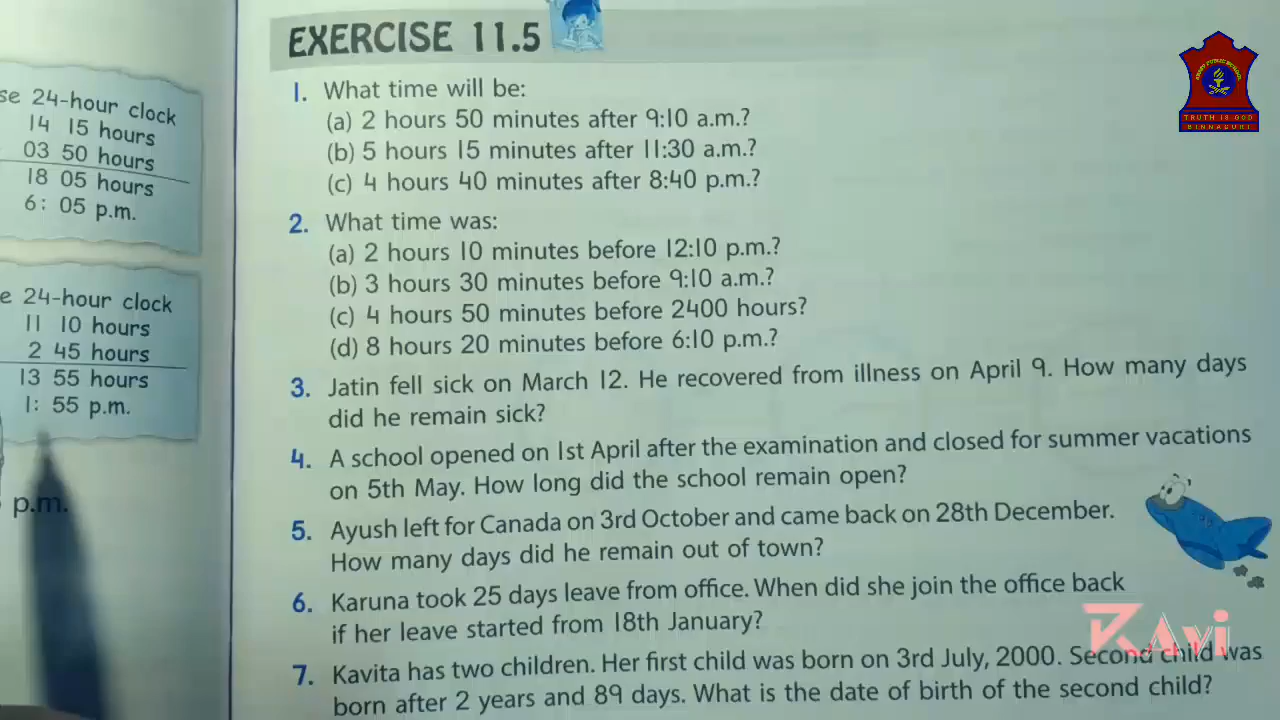 se 24-hour clock
14 15 hours
03 50 hours
18 05 hours
6: 05 p.m.
e 24-hour clock
11 10 hours
2 45 hours
13 55 hours
1: 55 p.m.
p.m.
EXERCISE 11.5
1. What time will be:
(a) 2 hours 50 minutes after 9:10 a.m.?
(b) 5 hours 15 minutes after 11:30 a.m.?
(c) 4 hours 40 minutes after 8:40 p.m.?
2. What time was:
(a) 2 hours 10 minutes before 12:10 p.m.?
(b) 3 hours 30 minutes before 9:10 a.m.?
(c) 4 hours 50 minutes before 2400 hours?
(d) 8 hours 20 minutes before 6:10 p.m.?
3. Jatin fell sick on March 12. He recovered from illness on April 9. How many days
did he remain sick?
4. A school opened on 1st April after the examination and closed for summer vacations
on 5th May. How long did the school remain open?
5. Ayush left for Canada on 3rd October and came back on 28th December.
How many days did he remain out of town?
6. Karuna took 25 days leave from office. When did she join the office back
if her leave started from 18th January?
7. Kavita has two children. Her first child was born on 3rd July, 2000. Second child was
born after 2 years and 89 days. What is the date of birth of the second child?
TRUTH IS GOD
BINNAGURI
RAvi